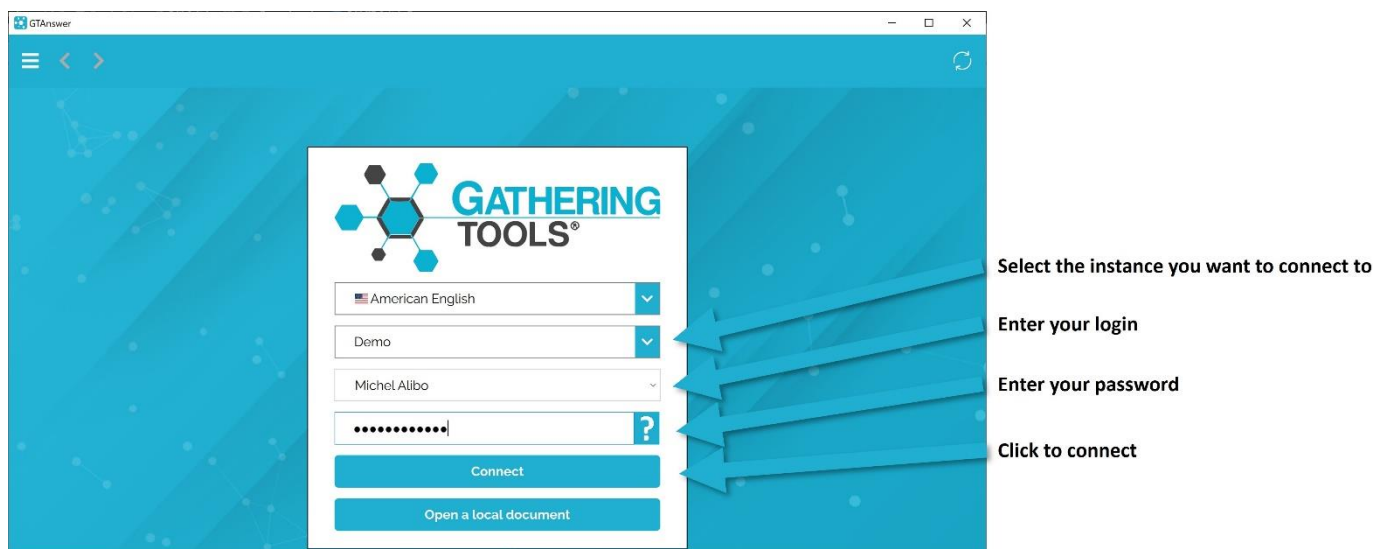 GTAnswer
GATHERING
TOOLS®
American English
Demo
Michel Alibo
••••••••••••
?
Connect
Open a local document
Select the instance you want to connect to
Enter your login
Enter your password
Click to connect